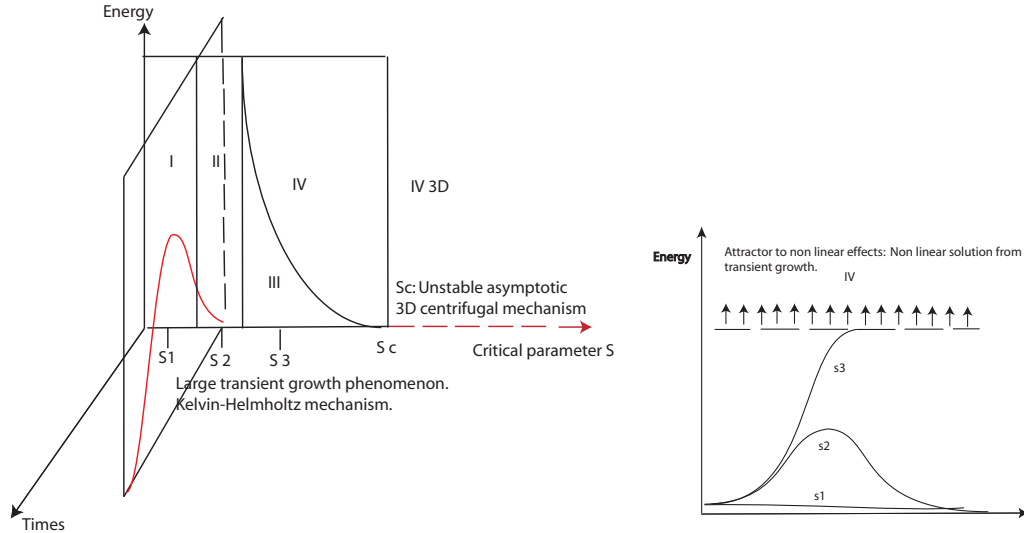 Energy
I
II
IV
IV 3D
III
Sc: Unstable asymptotic
3D centrifugal mechanism
S1
S 2
S 3
S c
Critical parameter S
Large transient growth phenomenon.
Kelvin-Helmholtz mechanism.
Times
Energy
Attractor to non linear effects: Non linear solution from
transient growth.
IV
s3
s2
s1